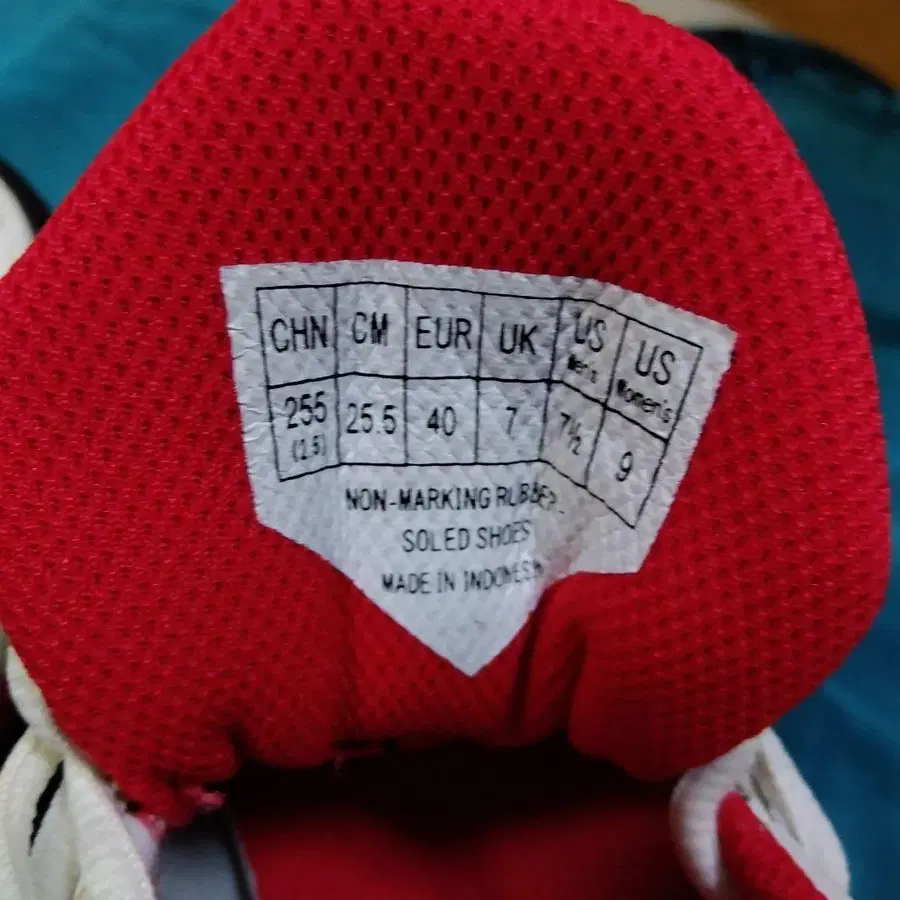 CHN CM EUR UK US Men's US Women's
255 (2.5) 25.5 40 7 7½ 9
NON-MARKING RUBBER
SOLED SHOES
MADE IN INDONESIA